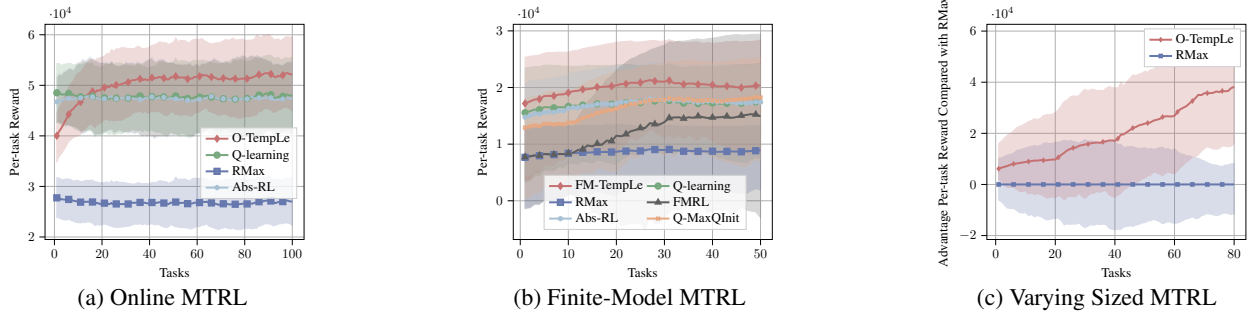 ·10⁴
6
5
4
3
2
Per-task Reward
O-TempLe
Q-learning
RMax
Abs-RL
0 20 40 60 80 100
Tasks
(a) Online MTRL
·10⁴
3
2
1
0
Per-task Reward
FM-TempLe Q-learning
RMax FMRL
Abs-RL Q-MaxQInit
0 10 20 30 40 50
Tasks
(b) Finite-Model MTRL
·10⁴
6
4
2
0
−2
Advantage Per-task Reward Compared with RMax
O-TempLe
RMax
0 20 40 60 80
Tasks
(c) Varying Sized MTRL